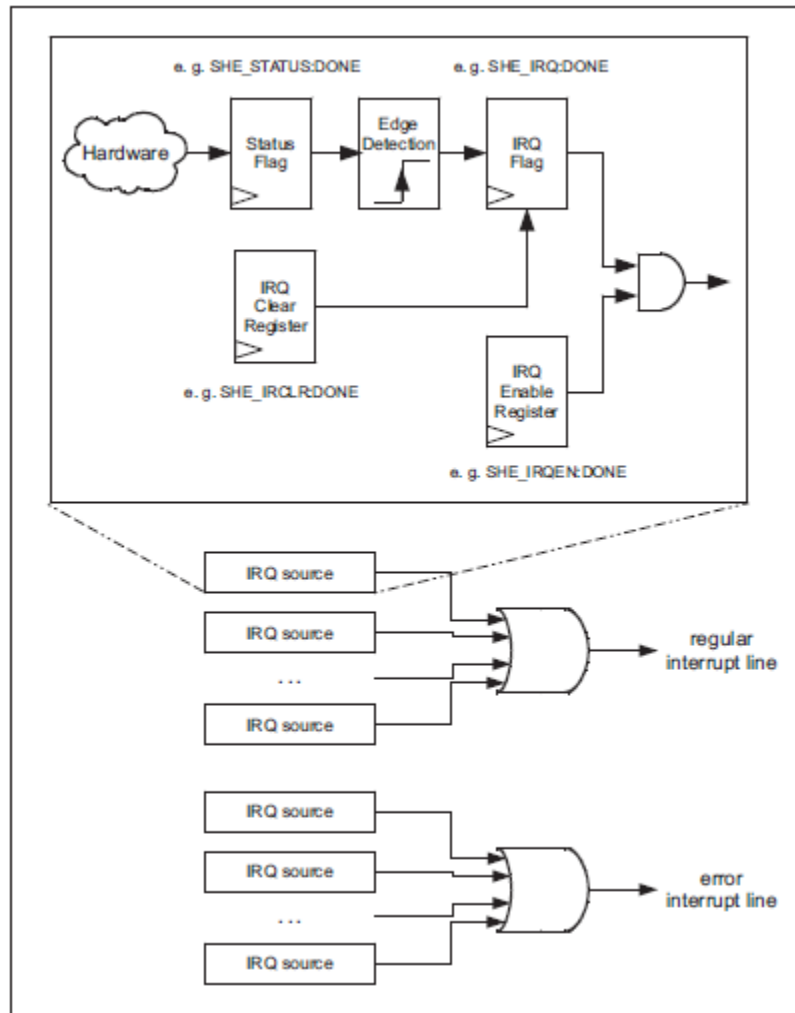 e. g. SHE_STATUS:DONE
e. g. SHE_IRQ:DONE
Hardware
Status
Flag
Edge
Detection
IRQ
Flag
IRQ
Clear
Register
e. g. SHE_IRCLR:DONE
IRQ
Enable
Register
e. g. SHE_IRQEN:DONE
IRQ source
IRQ source
...
IRQ source
regular
interrupt line
IRQ source
IRQ source
...
IRQ source
error
interrupt line